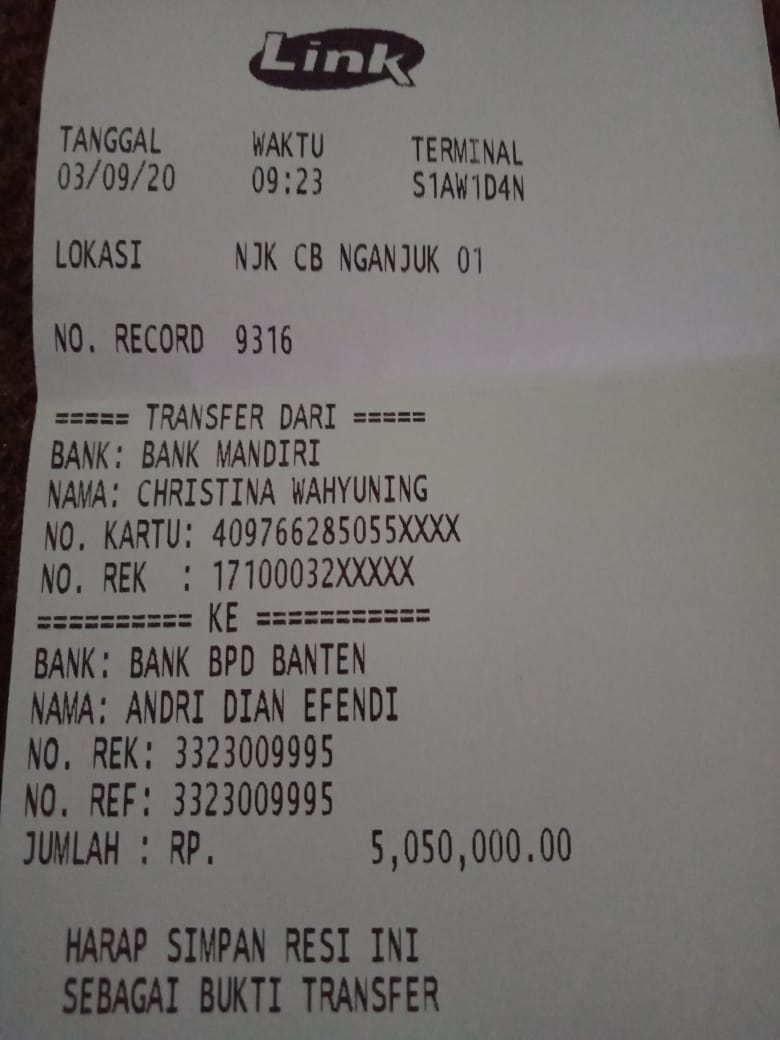 Link
TANGGAL WAKTU TERMINAL
03/09/20 09:23 S1AW1D4N
LOKASI NJK CB NGANJUK 01
NO. RECORD 9316
===== TRANSFER DARI =====
BANK: BANK MANDIRI
NAMA: CHRISTINA WAHYUNING
NO. KARTU: 409766285055XXXX
NO. REK : 17100032XXXXX
========== KE ===========
BANK: BANK BPD BANTEN
NAMA: ANDRI DIAN EFENDI
NO. REK: 3323009995
NO. REF: 3323009995
JUMLAH : RP. 5,050,000.00
HARAP SIMPAN RESI INI
SEBAGAI BUKTI TRANSFER